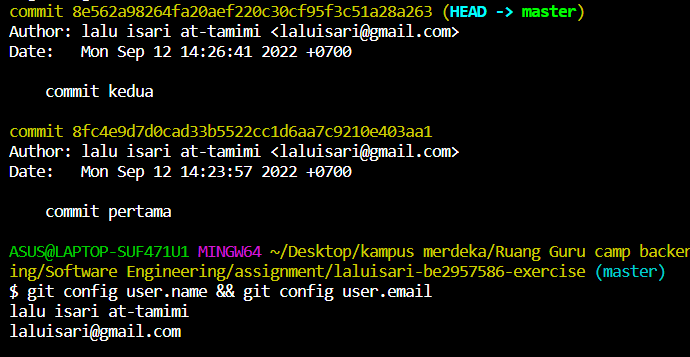 commit 8e562a98264fa20aef220c30cf95f3c51a28a263 (HEAD -> master)
Author: lalu isari at-tamimi <laluisari@gmail.com>
Date:   Mon Sep 12 14:26:41 2022 +0700
commit kedua
commit 8fc4e9d7d0cad33b5522cc1d6aa7c9210e403aa1
Author: lalu isari at-tamimi <laluisari@gmail.com>
Date:   Mon Sep 12 14:23:57 2022 +0700
commit pertama
ASUS@LAPTOP-SUF471U1 MINGW64 ~/Desktop/kampus merdeka/Ruang Guru camp backen
ing/Software Engineering/assignment/laluisari-be2957586-exercise (master)
$ git config user.name && git config user.email
lalu isari at-tamimi
laluisari@gmail.com